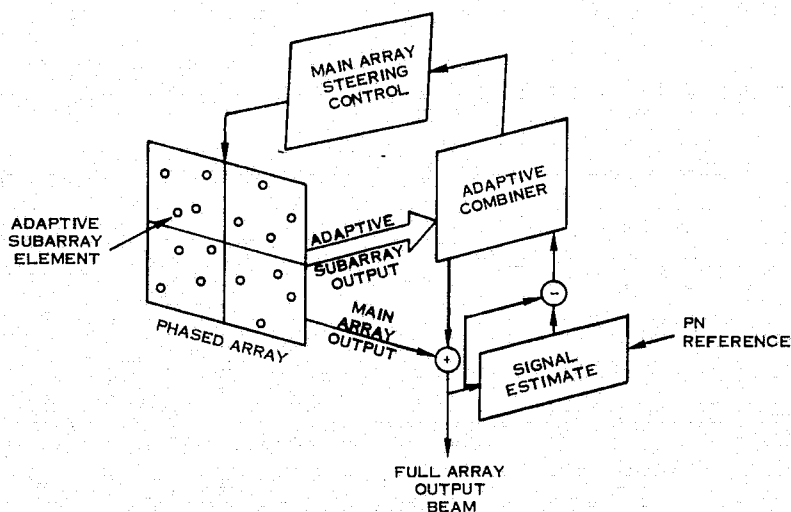 MAIN ARRAY
STEERING
CONTROL
ADAPTIVE
COMBINER
ADAPTIVE
SUBARRAY
ELEMENT
ADAPTIVE
SUBARRAY
OUTPUT
MAIN
ARRAY
OUTPUT
PHASED ARRAY
−
+
SIGNAL
ESTIMATE
PN
REFERENCE
FULL ARRAY
OUTPUT
BEAM